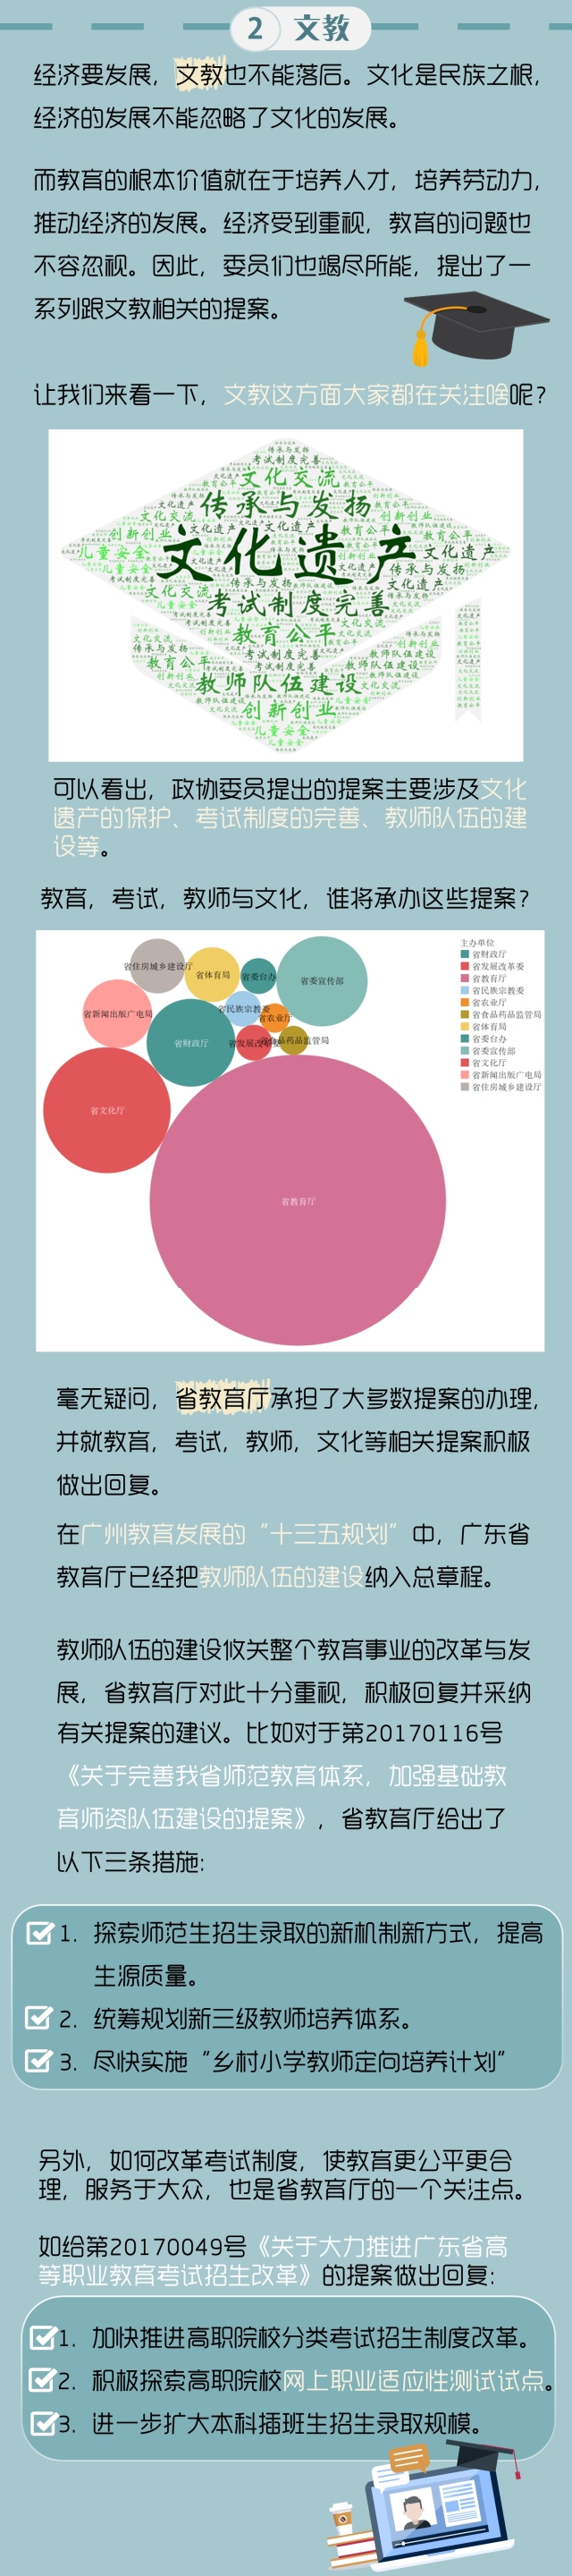 2 文教
经济要发展，文教也不能落后。文化是民族之根，
经济的发展不能忽略了文化的发展。
而教育的根本价值就在于培养人才，培养劳动力，
推动经济的发展。经济受到重视，教育的问题也
不容忽视。因此，委员们也竭尽所能，提出了一
系列跟文教相关的提案。
让我们来看一下，文教这方面大家都在关注啥呢？
考试制度完善
文化交流
传承与发扬
创新创业
儿童安全
文化遗产
文化遗产
传承与发扬
文化交流
考试制度完善
教育公平
教育公平
教师队伍建设
创新创业
儿童安全
可以看出，政协委员提出的提案主要涉及文化
遗产的保护、考试制度的完善、教师队伍的建
设等。
教育，考试，教师与文化，谁将承办这些提案？
主办单位
省财政厅
省发展改革委
省教育厅
省民族宗教委
省农业厅
省食品药品监管局
省体育局
省委台办
省委宣传部
省文化厅
省新闻出版广电局
省住房城乡建设厅
省住房城乡建设厅
省体育局
省委台办
省委宣传部
省新闻出版广电局
省民族宗教委
省农业厅
省财政厅
省发展改革委
省食品药品监管局
省文化厅
省教育厅
毫无疑问，省教育厅承担了大多数提案的办理，
并就教育，考试，教师，文化等相关提案积极
做出回复。
在广州教育发展的“十三五规划”中，广东省
教育厅已经把教师队伍的建设纳入总章程。
教师队伍的建设攸关整个教育事业的改革与发
展，省教育厅对此十分重视，积极回复并采纳
有关提案的建议。比如对于第20170116号
《关于完善我省师范教育体系，加强基础教
育师资队伍建设的提案》，省教育厅给出了
以下三条措施:
1. 探索师范生招生录取的新机制新方式，提高
生源质量。
2. 统筹规划新三级教师培养体系。
3. 尽快实施“乡村小学教师定向培养计划”
另外，如何改革考试制度，使教育更公平更合
理，服务于大众，也是省教育厅的一个关注点。
如给第20170049号《关于大力推进广东省高
等职业教育考试招生改革》的提案做出回复:
1. 加快推进高职院校分类考试招生制度改革。
2. 积极探索高职院校网上职业适应性测试试点。
3. 进一步扩大本科插班生招生录取规模。